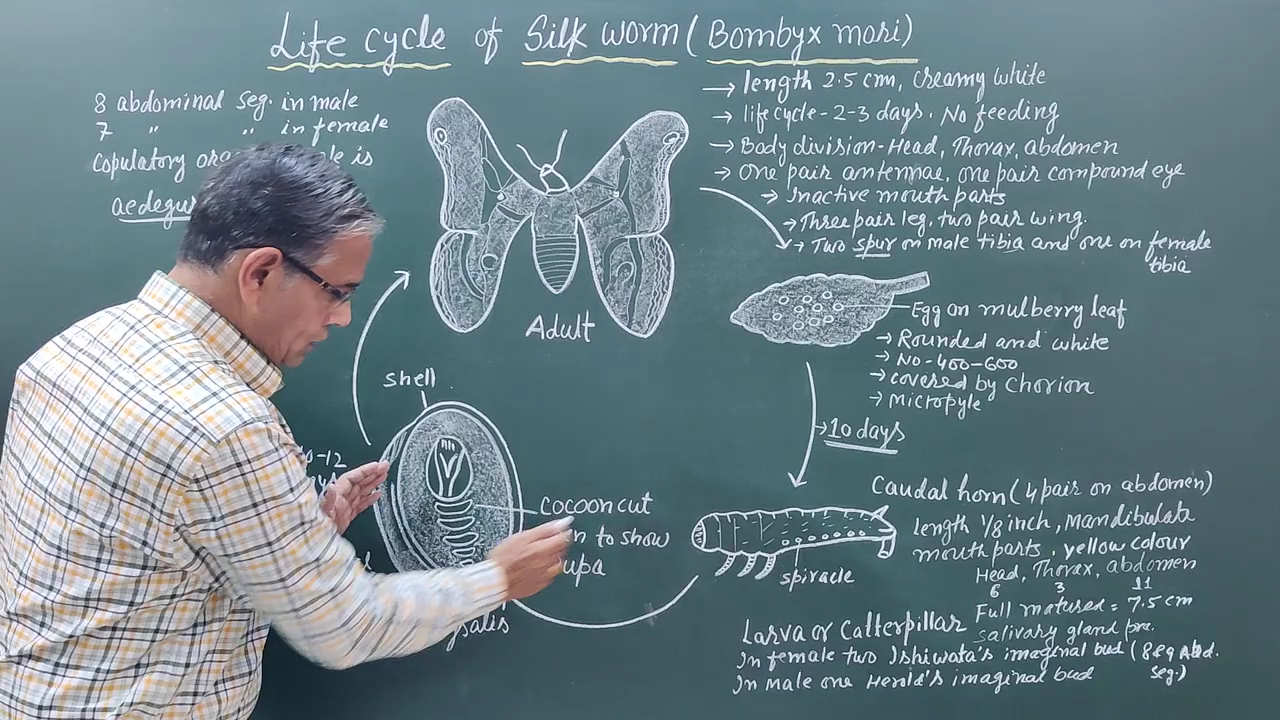 Life cycle of Silk worm (Bombyx mori)
8 abdominal seg. in male
7 " " in female
copulatory is
→ length 2.5 cm, creamy white
→ life cycle - 2-3 days. No feeding
→ Body division - Head, Thorax, abdomen
→ One pair antennae, one pair compound eye
→ Inactive mouth parts
→ Three pair leg, two pair wing.
→ Two spur on male tibia and one on female
tibia
Adult
Egg on mulberry leaf
→ Rounded and white
→ No-400-600
→ covered by Chorion
→ Mictopyle
→ 10 days
shell
cocoon cut
to show
Caudal horn (4 pair on abdomen)
length 1/8 inch, Mandibulata
mouth parts. yellow colour
Head, Thorax, abdomen
6 3 11
Full matured = 7.5 cm
salivary gland
spiracle
Larva or Catterpillar
In female two Ishiwata's imaginal bud (8 seg Abd.
seg.)
In Male one Herold's imaginal bud